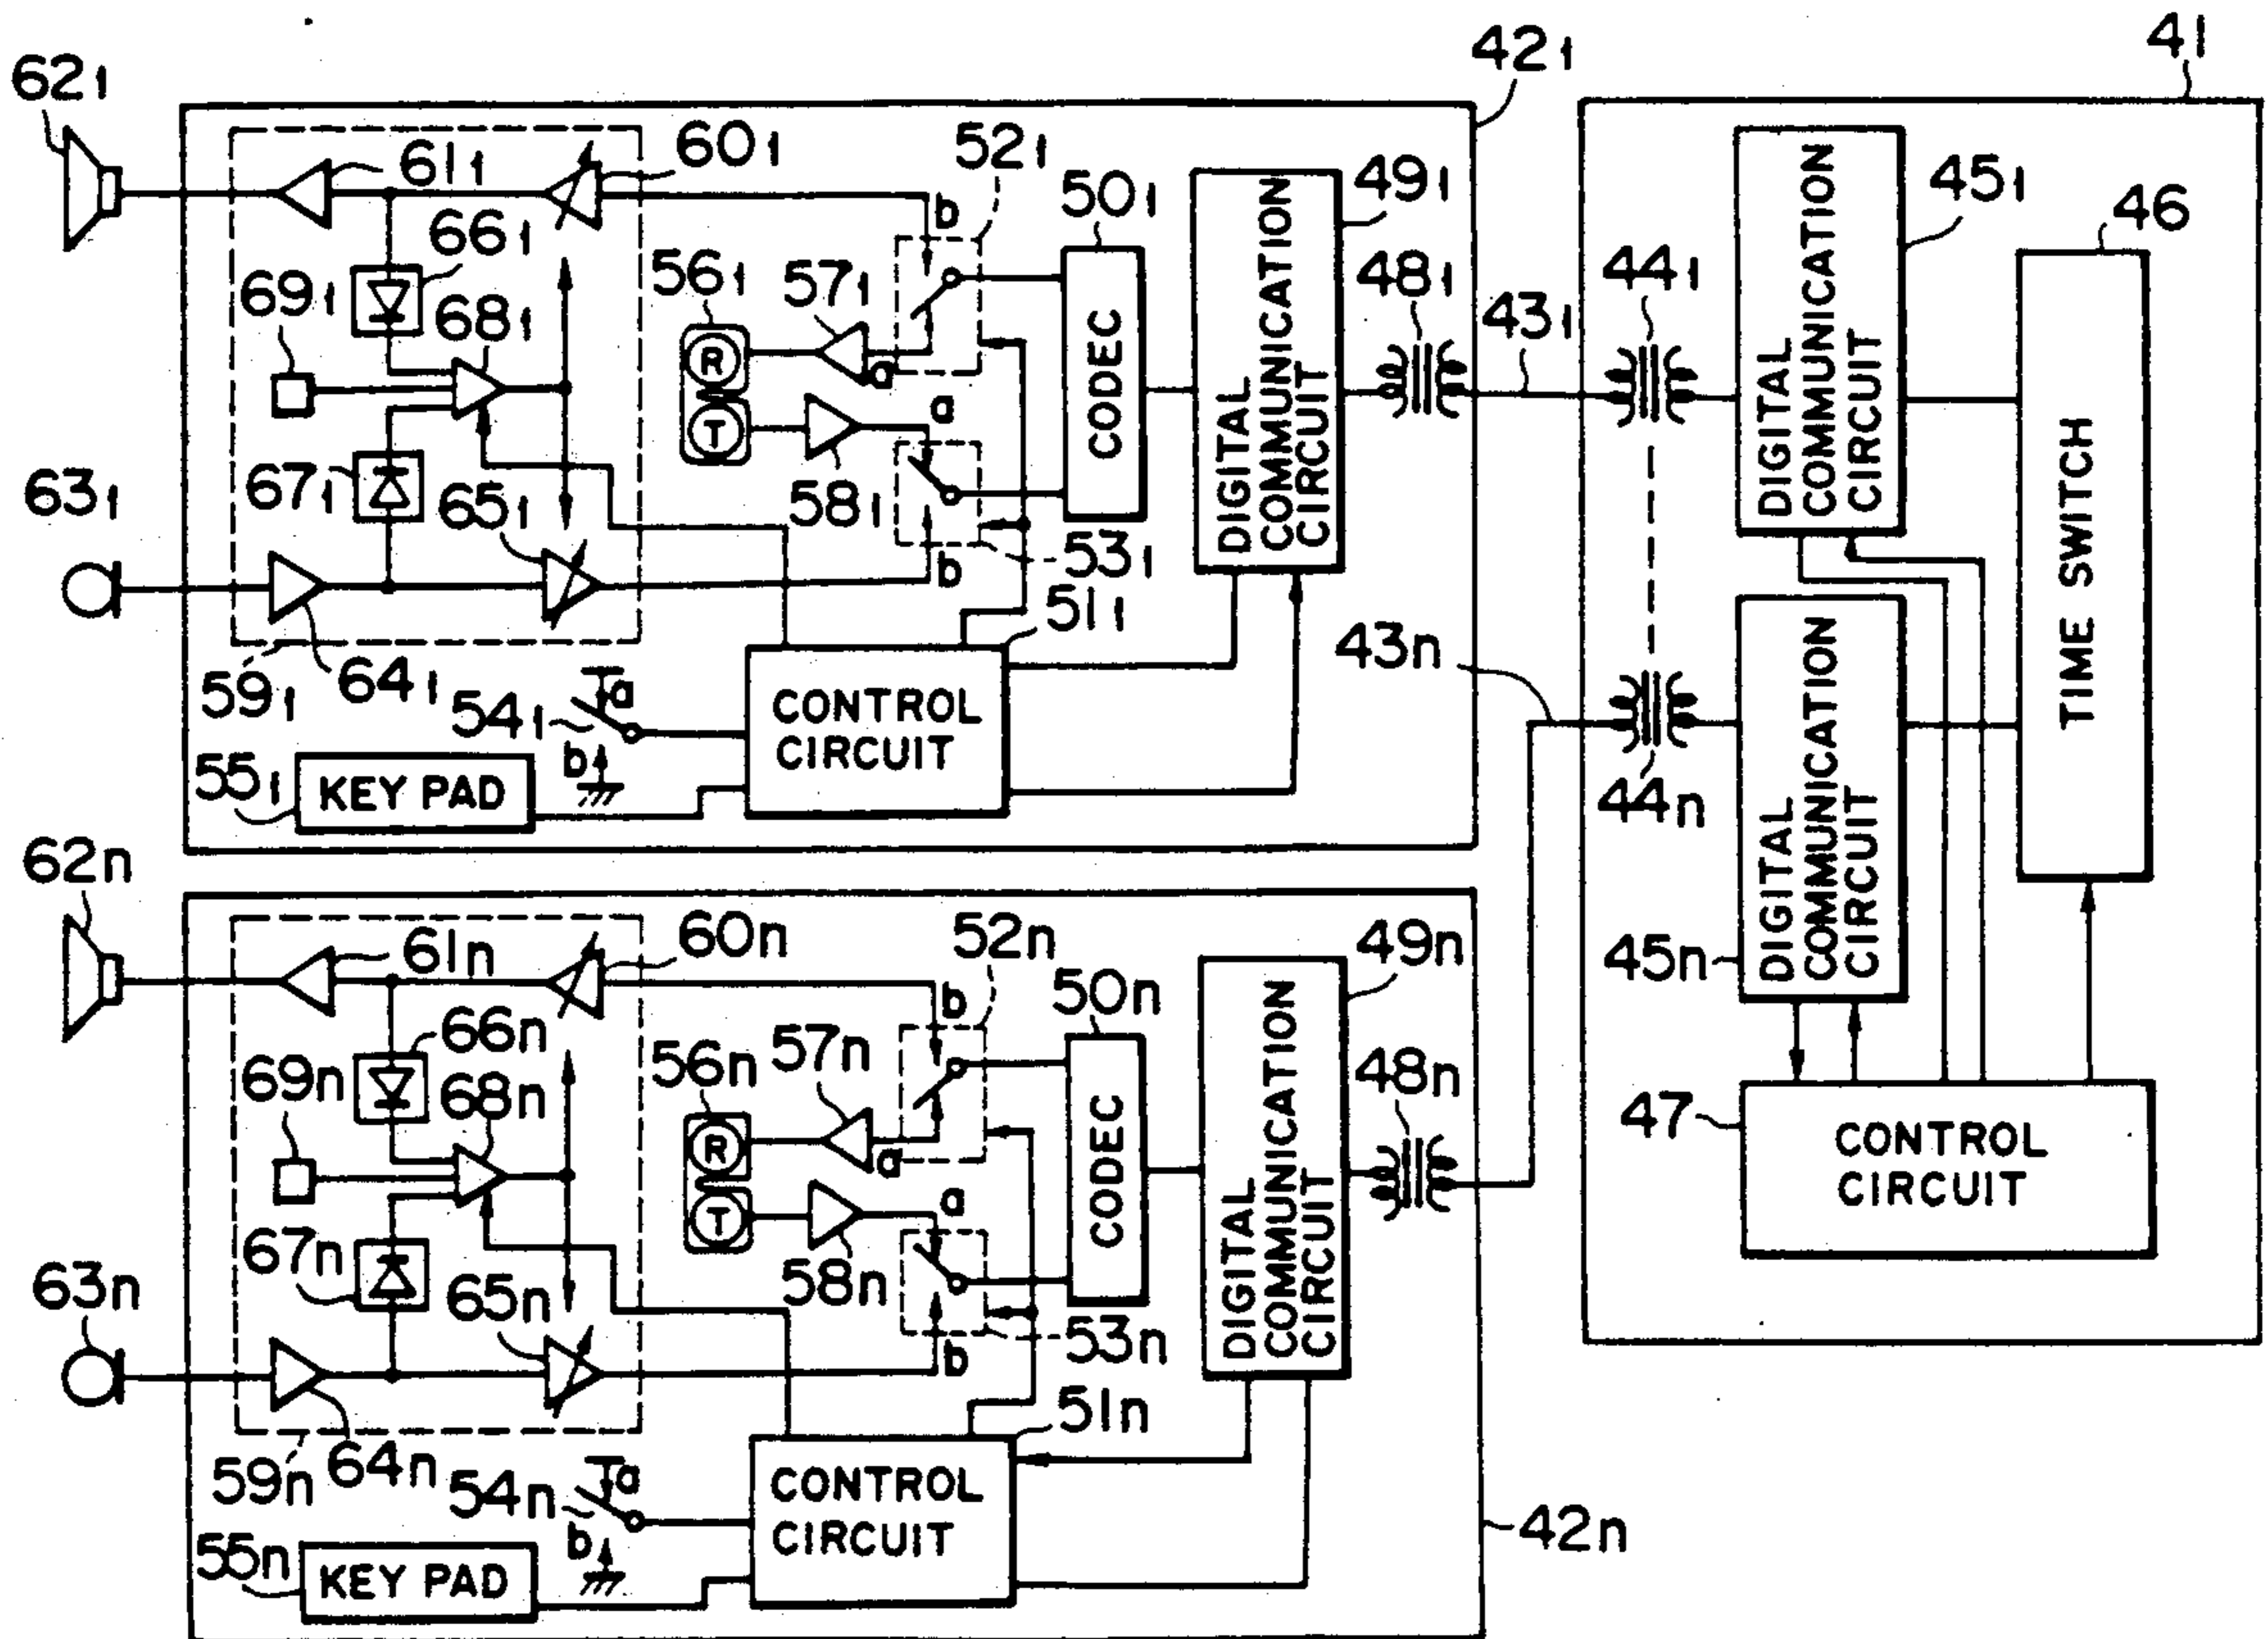 62₁
61₁
60₁
66₁
69₁
68₁
56₁
R
T
57₁
a
b
52₁
50₁
CODEC
DIGITAL
COMMUNICATION
CIRCUIT
49₁
48₁
42₁
43₁
63₁
67₁
65₁
58₁
a
b
53₁
59₁
64₁
54₁
a
b
55₁
KEY PAD
CONTROL
CIRCUIT
51₁
41
44₁
DIGITAL
COMMUNICATION
CIRCUIT
45₁
46
TIME SWITCH
43n
44n
DIGITAL
COMMUNICATION
CIRCUIT
45n
47
CONTROL
CIRCUIT
62n
61n
60n
66n
69n
68n
56n
R
T
57n
a
b
52n
50n
CODEC
DIGITAL
COMMUNICATION
CIRCUIT
49n
48n
63n
67n
65n
58n
a
b
53n
59n
64n
54n
a
b
55n
KEY PAD
CONTROL
CIRCUIT
51n
42n